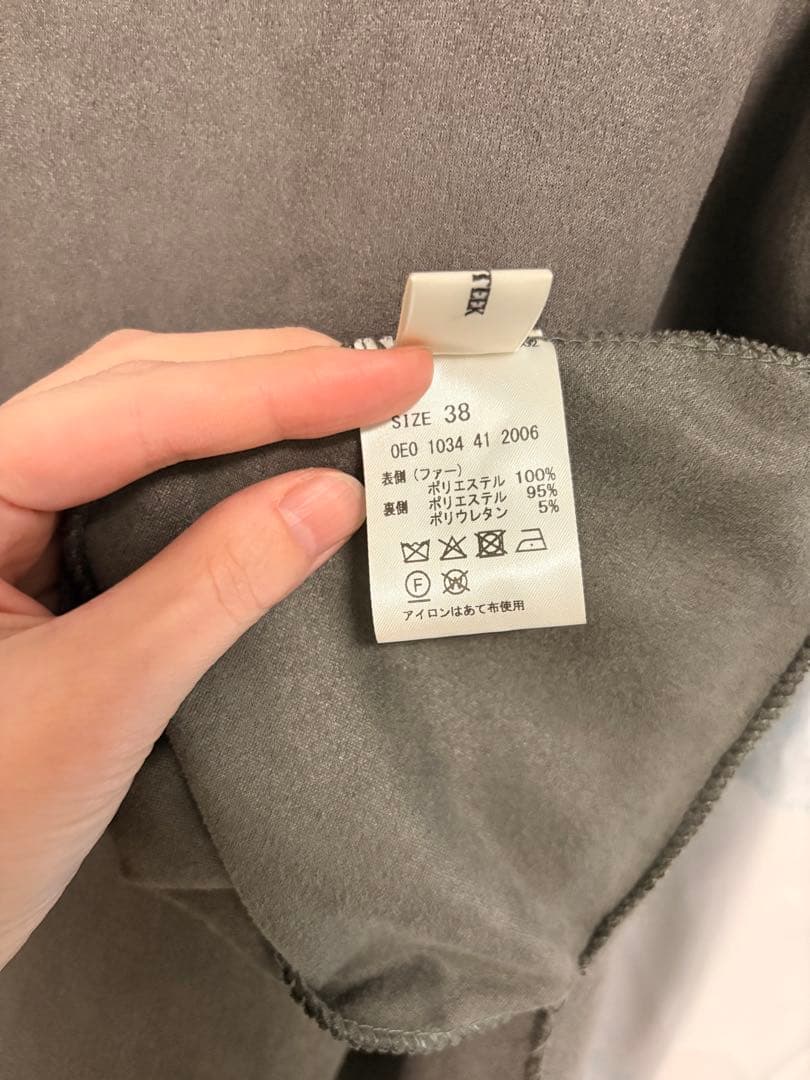 SIZE 38
0E0 1034 41 2006
表側 (ファー)
ポリエステル 100%
裏側 ポリエステル 95%
ポリウレタン 5%
F
W
アイロンはあて布使用